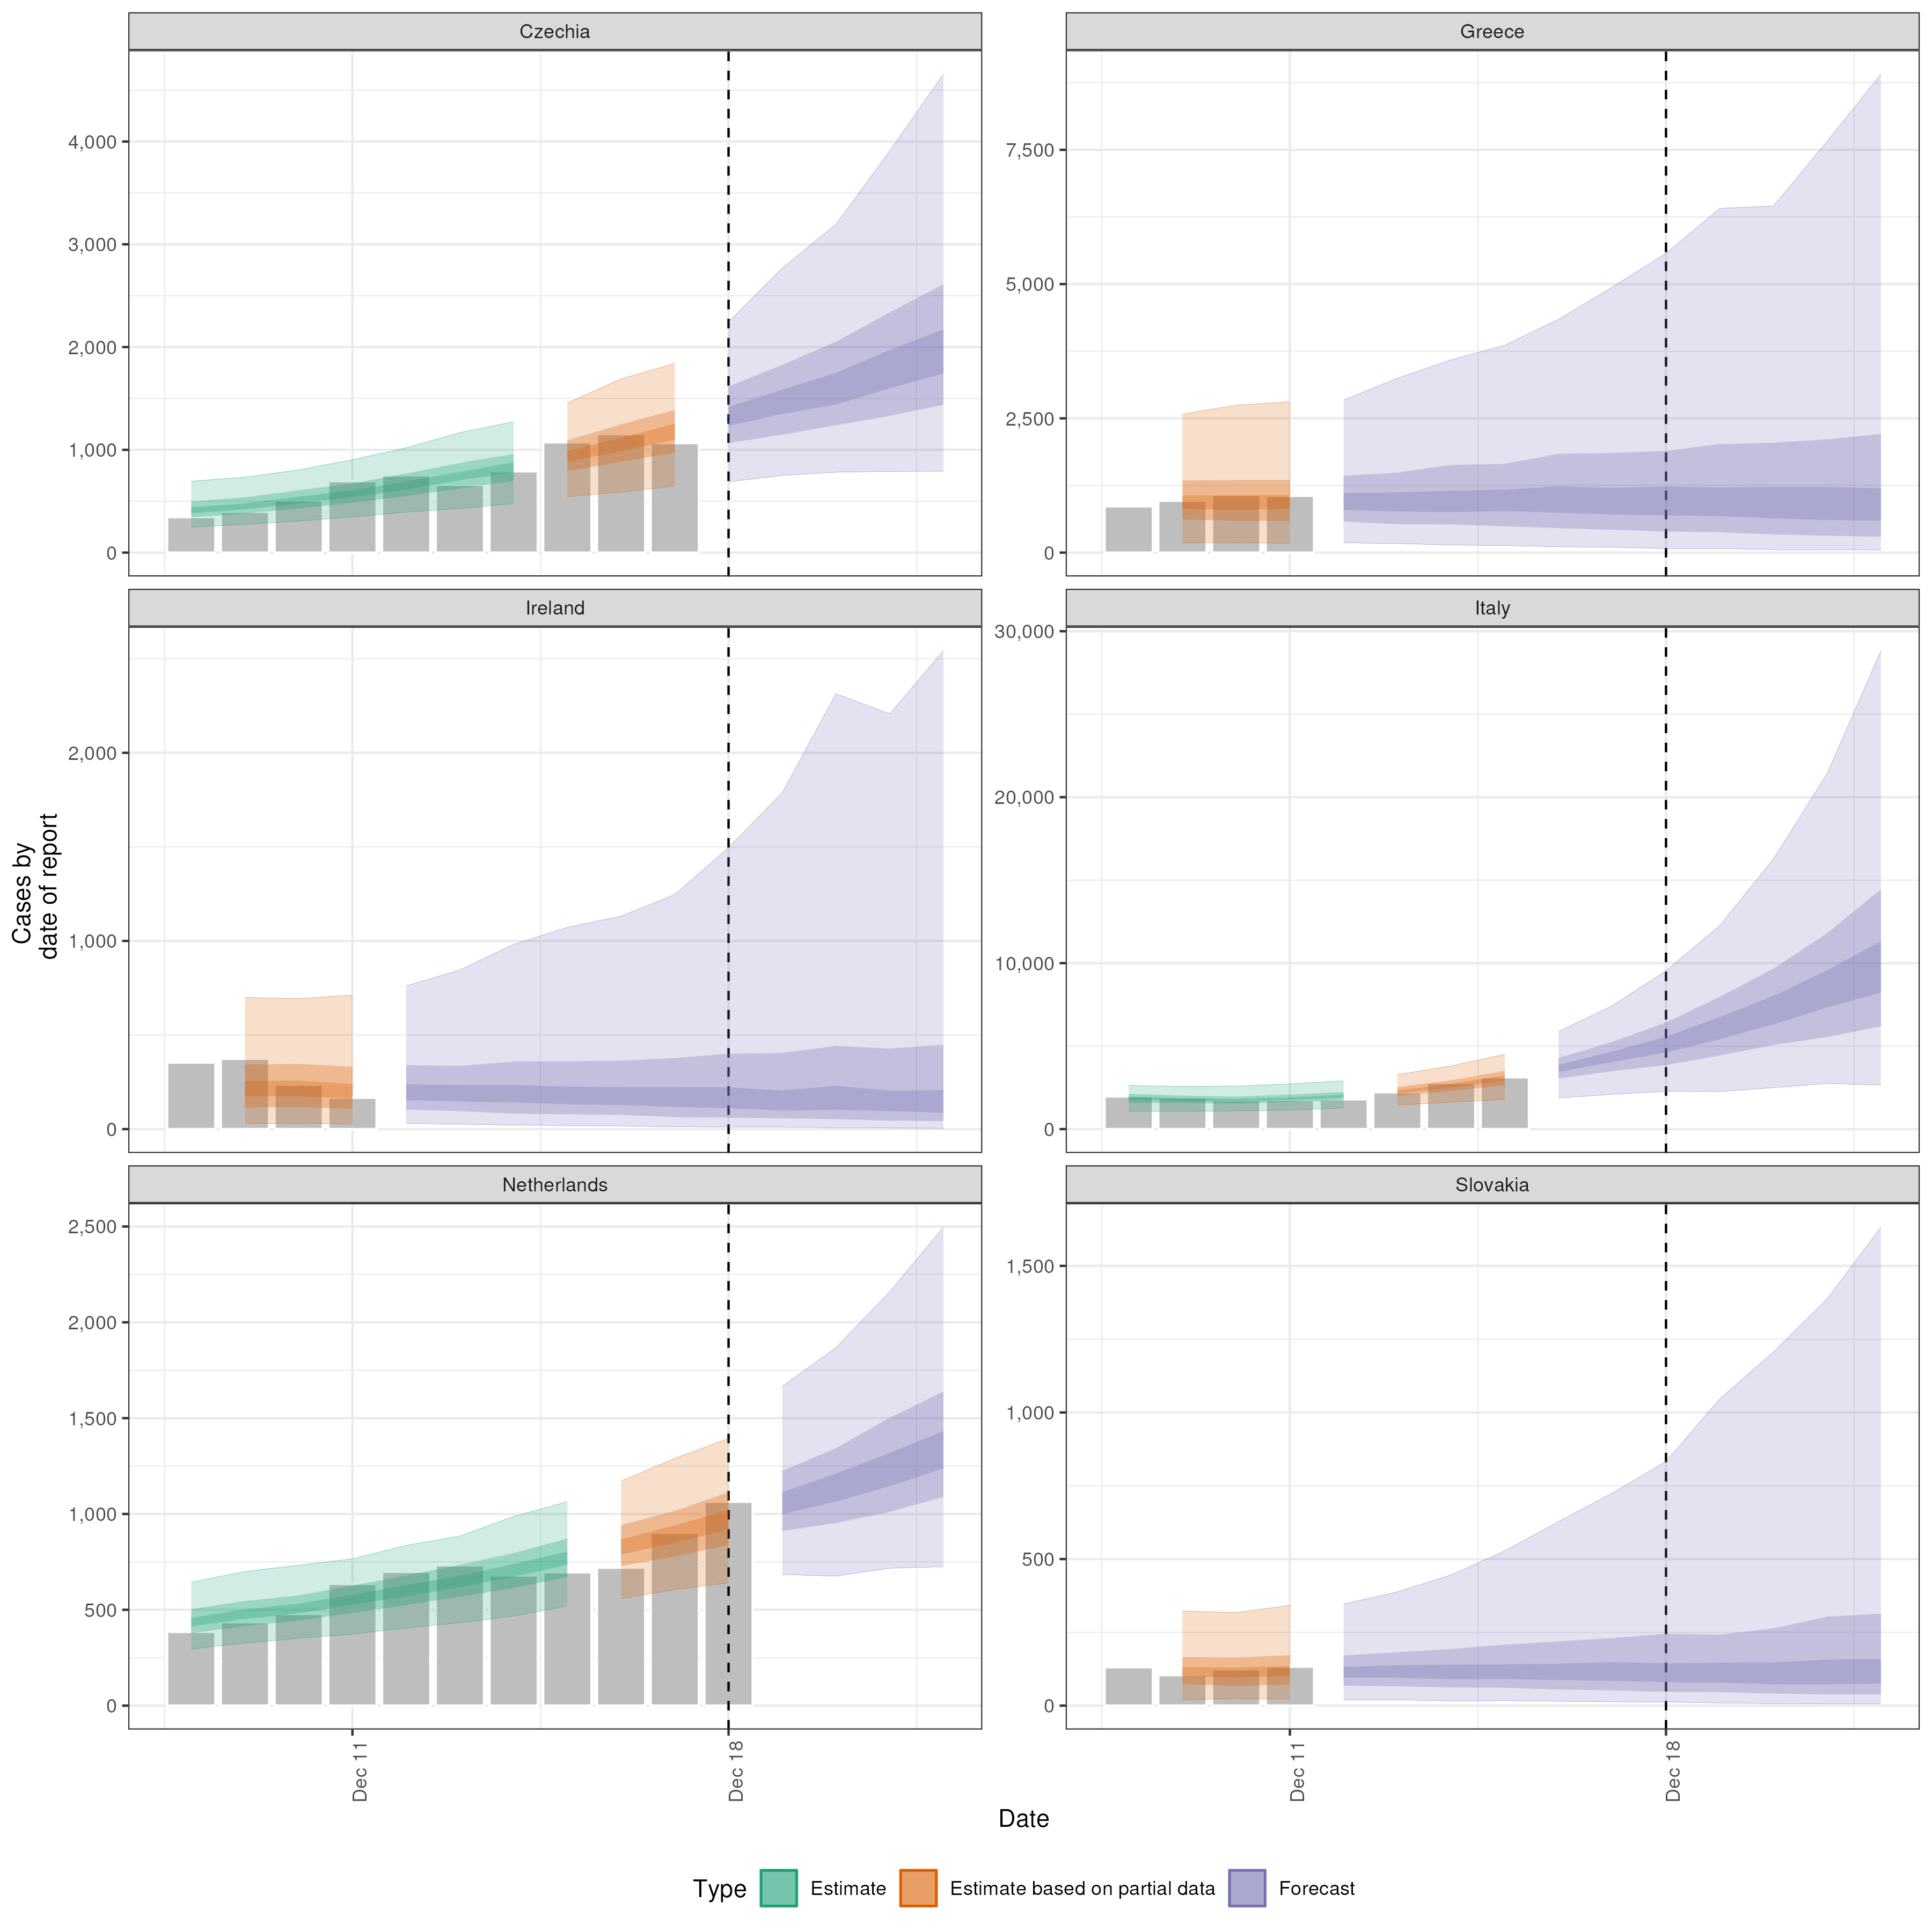 Czechia
Greece
4,000
3,000
2,000
1,000
0
7,500
5,000
2,500
0
Ireland
Italy
2,000
1,000
0
30,000
20,000
10,000
0
Cases by
date of report
Netherlands
Slovakia
2,500
2,000
1,500
1,000
500
0
1,500
1,000
500
0
Dec 11
Dec 18
Dec 11
Dec 18
Date
Type Estimate Estimate based on partial data Forecast